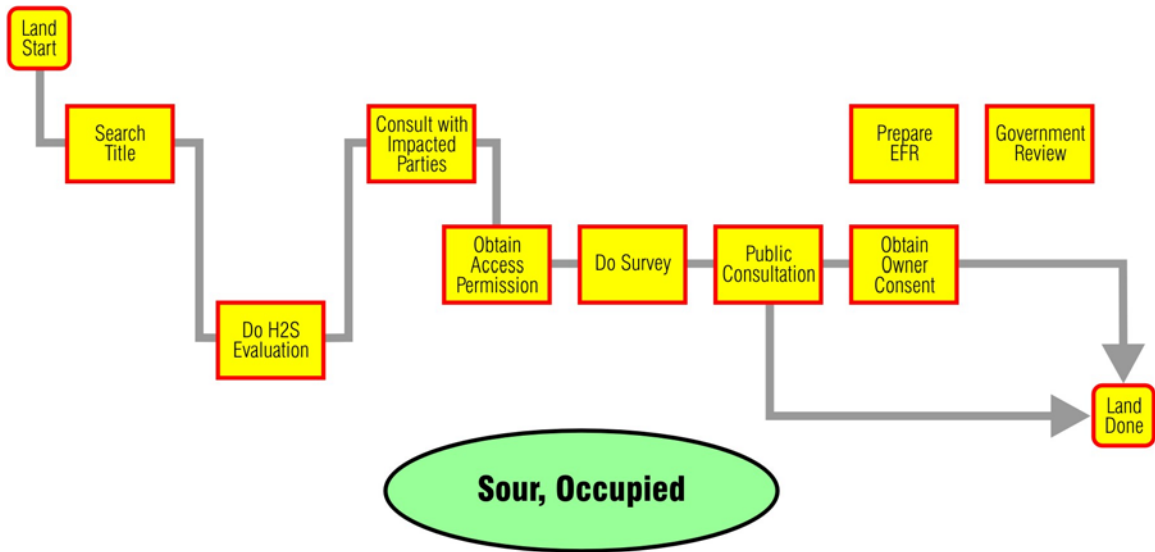 Land
Start
Search
Title
Do H2S
Evaluation
Consult with
Impacted
Parties
Obtain
Access
Permission
Do Survey
Public
Consultation
Prepare
EFR
Government
Review
Obtain
Owner
Consent
Land
Done
Sour, Occupied